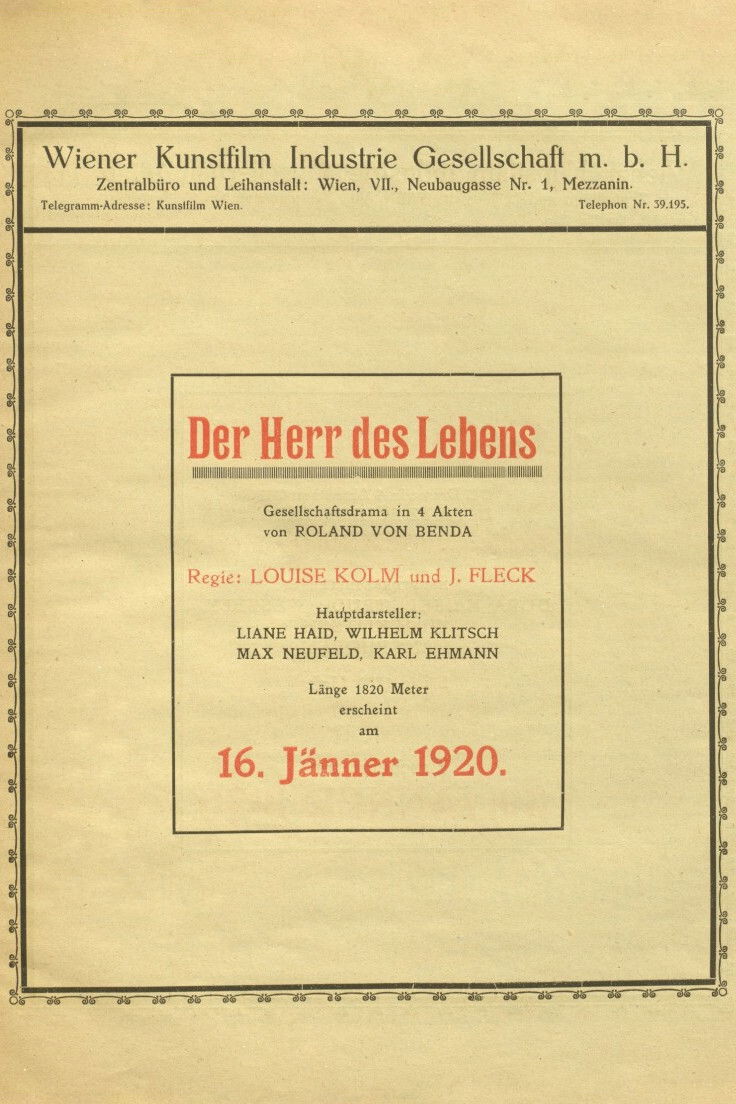 Wiener Kunstfilm Industrie Gesellschaft m. b. H.
Zentralbüro und Leihanstalt: Wien, VII., Neubaugasse Nr. 1, Mezzanin.
Telegramm-Adresse: Kunstfilm Wien. Telephon Nr. 39.195.
Der Herr des Lebens
Gesellschaftsdrama in 4 Akten
von ROLAND VON BENDA
Regie: LOUISE KOLM und J. FLECK
Hauptdarsteller:
LIANE HAID, WILHELM KLITSCH
MAX NEUFELD, KARL EHMANN
Länge 1820 Meter
erscheint
am
16. Jänner 1920.